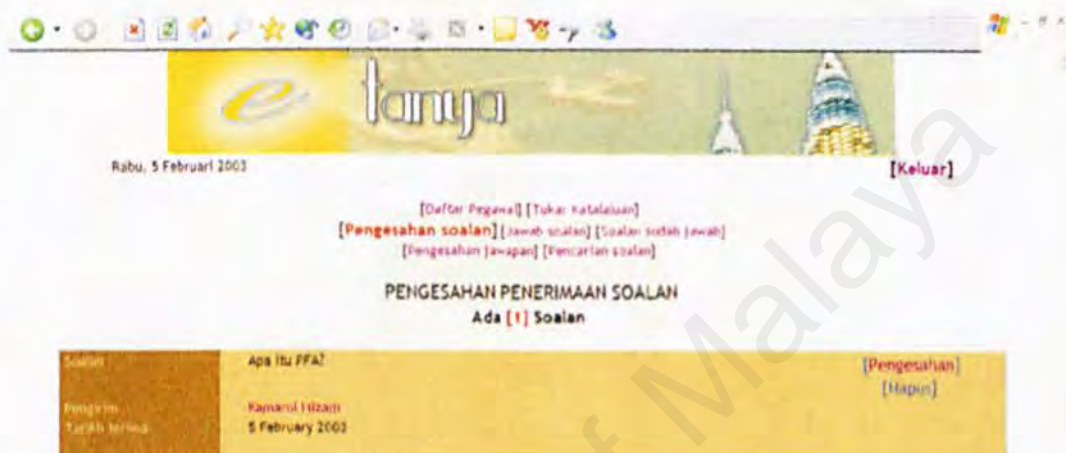 e tanya
Rabu, 5 Februari 2003
[Keluar]
[Daftar Pegawai] [Tukar Katalaluan]
[Pengesahan soalan] [Jawab soalan] [Soalan sudah Jawab]
[Pengesahan Jawapan] [Pencarian soalan]
PENGESAHAN PENERIMAAN SOALAN
Ada [1] Soalan
Soalan Apa itu PFA? [Pengesahan]
[Hapus]
Pengirim Kamarol Hizam
Tarikh terima 5 February 2003
of Malaya